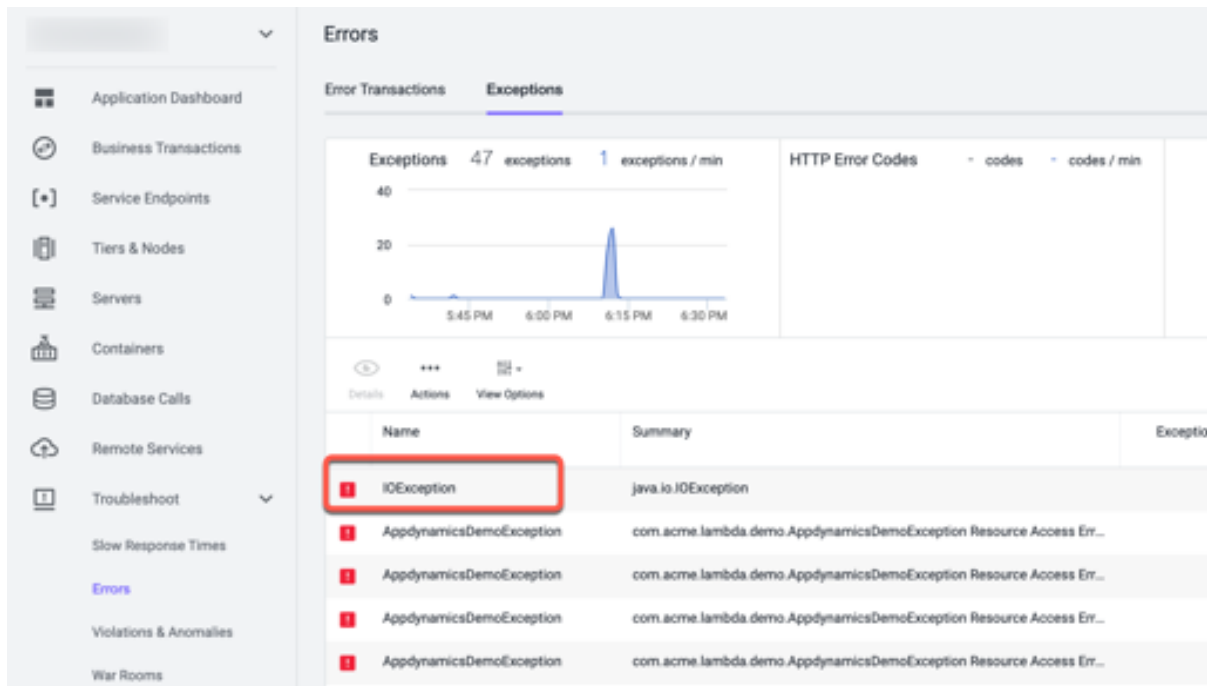 Errors
Application Dashboard
Business Transactions
Service Endpoints
Tiers & Nodes
Servers
Containers
Database Calls
Remote Services
Troubleshoot
Slow Response Times
Errors
Violations & Anomalies
War Rooms
Error Transactions Exceptions
Exceptions 47 exceptions 1 exceptions / min
40
20
0
5:45 PM 6:00 PM 6:15 PM 6:30 PM
HTTP Error Codes - codes - codes / min
Details Actions View Options
Name Summary Exceptio
IOException java.io.IOException
AppdynamicsDemoException com.acme.lambda.demo.AppdynamicsDemoException Resource Access Err...
AppdynamicsDemoException com.acme.lambda.demo.AppdynamicsDemoException Resource Access Err...
AppdynamicsDemoException com.acme.lambda.demo.AppdynamicsDemoException Resource Access Err...
AppdynamicsDemoException com.acme.lambda.demo.AppdynamicsDemoException Resource Access Err...